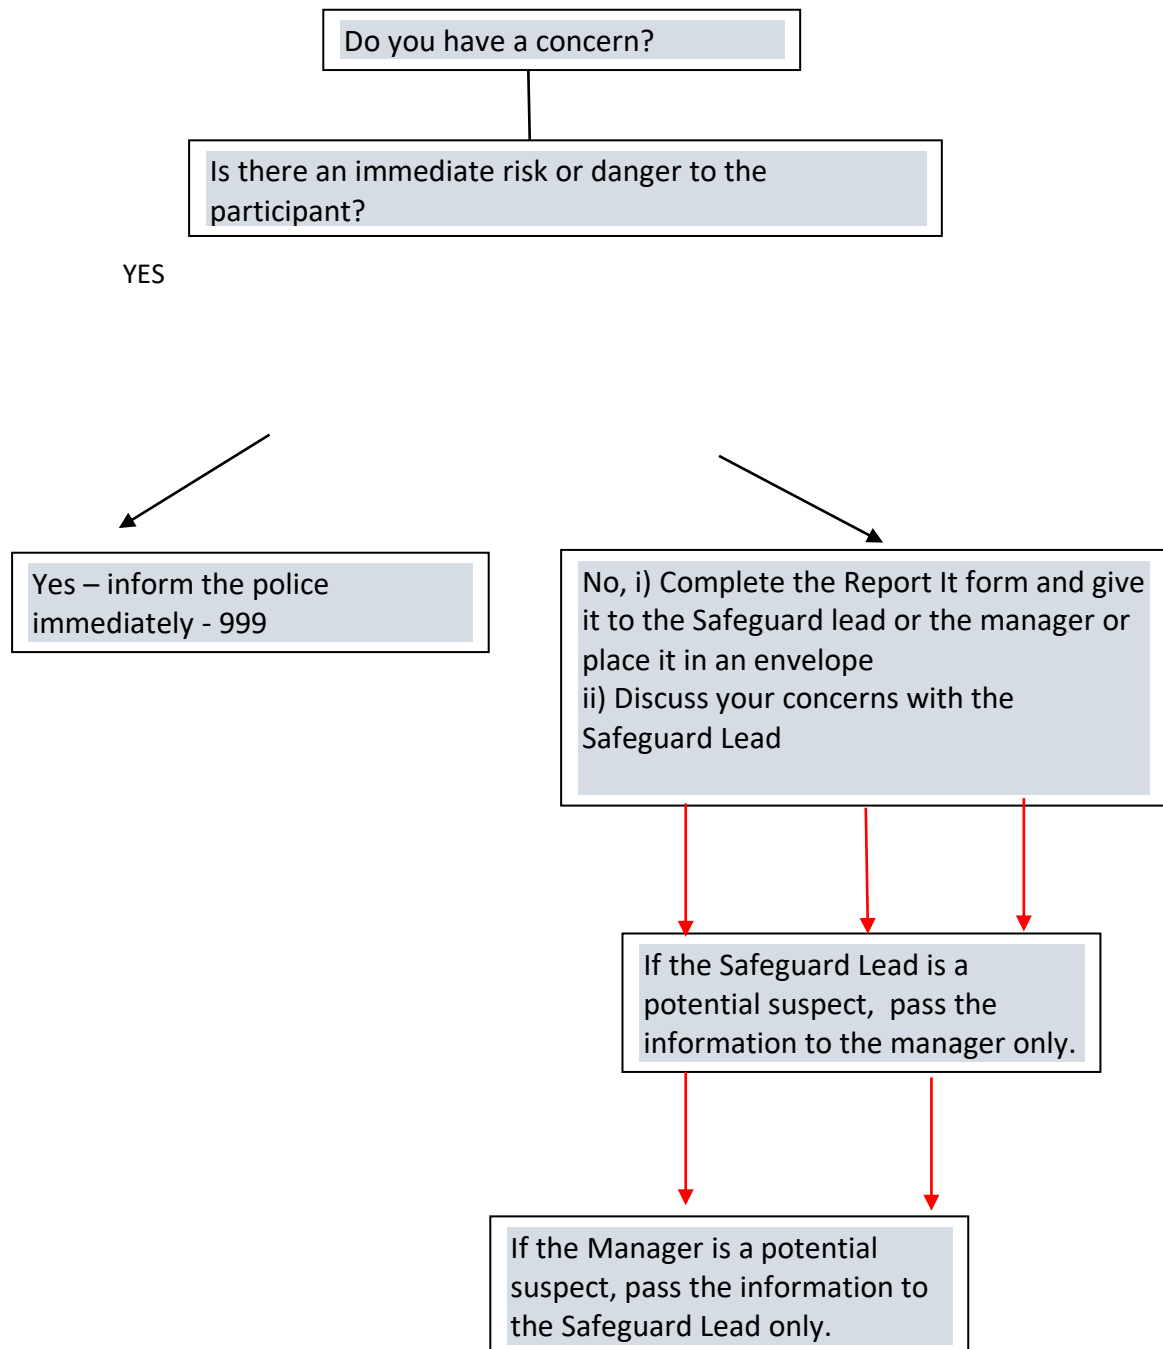 Do you have a concern?
Is there an immediate risk or danger to the
participant?
YES
Yes – inform the police
immediately - 999
No, i) Complete the Report It form and give
it to the Safeguard lead or the manager or
place it in an envelope
ii) Discuss your concerns with the
Safeguard Lead
If the Safeguard Lead is a
potential suspect,  pass the
information to the manager only.
If the Manager is a potential
suspect, pass the information to
the Safeguard Lead only.